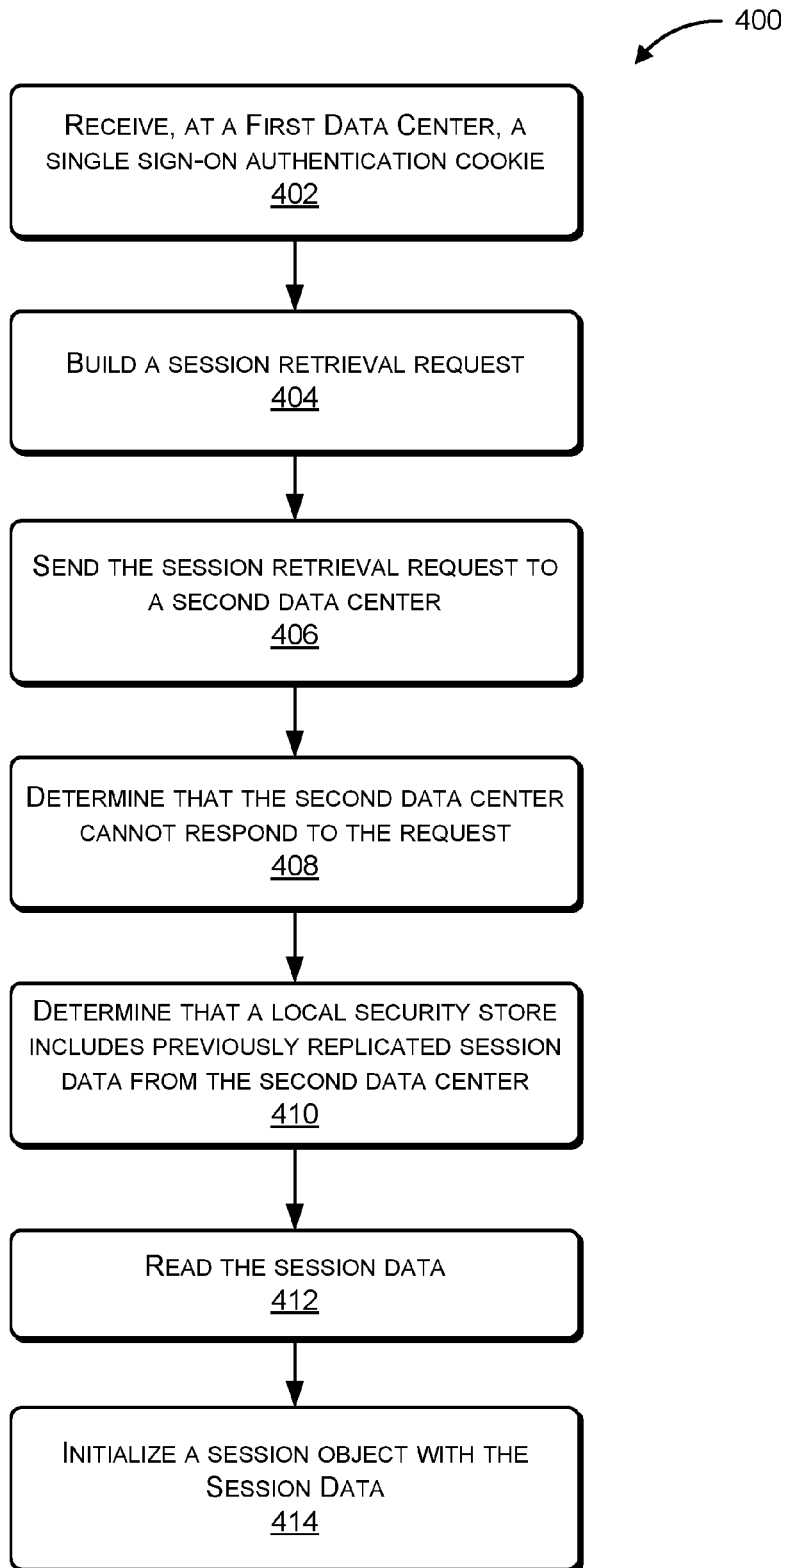 400
RECEIVE, AT A FIRST DATA CENTER, A
SINGLE SIGN-ON AUTHENTICATION COOKIE
402
BUILD A SESSION RETRIEVAL REQUEST
404
SEND THE SESSION RETRIEVAL REQUEST TO
A SECOND DATA CENTER
406
DETERMINE THAT THE SECOND DATA CENTER
CANNOT RESPOND TO THE REQUEST
408
DETERMINE THAT A LOCAL SECURITY STORE
INCLUDES PREVIOUSLY REPLICATED SESSION
DATA FROM THE SECOND DATA CENTER
410
READ THE SESSION DATA
412
INITIALIZE A SESSION OBJECT WITH THE
SESSION DATA
414